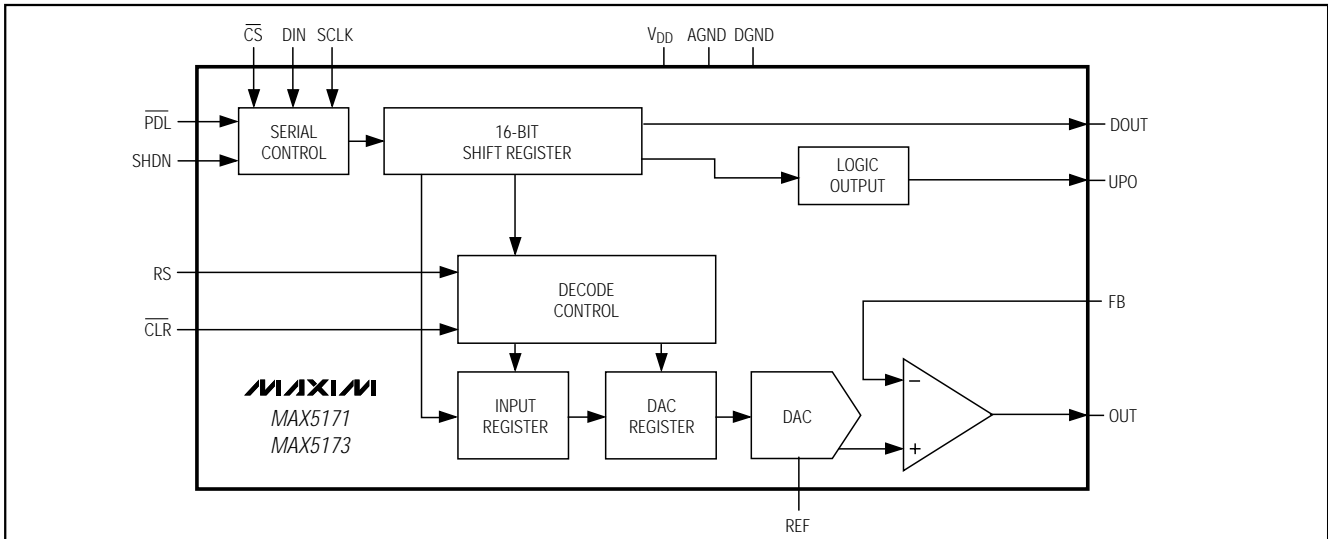 CS DIN SCLK VDD AGND DGND
PDL
SHDN
SERIAL
CONTROL
16-BIT
SHIFT REGISTER
DOUT
LOGIC
OUTPUT
UPO
RS
CLR
DECODE
CONTROL
FB
MAXIM
MAX5171
MAX5173
INPUT
REGISTER
DAC
REGISTER
DAC
−
+
OUT
REF